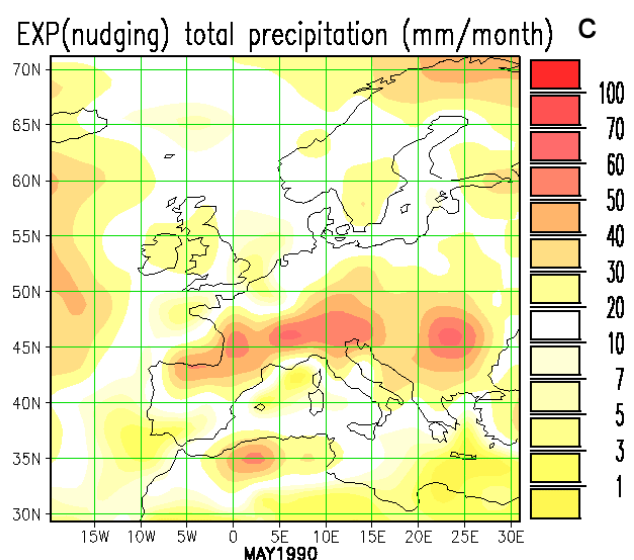 EXP(nudging) total precipitation (mm/month) C
70N
65N
60N
55N
50N
45N
40N
35N
30N
15W 10W 5W 0 5E 10E 15E 20E 25E 30E
MAY1990
100
70
60
50
40
30
20
10
7
5
3
1